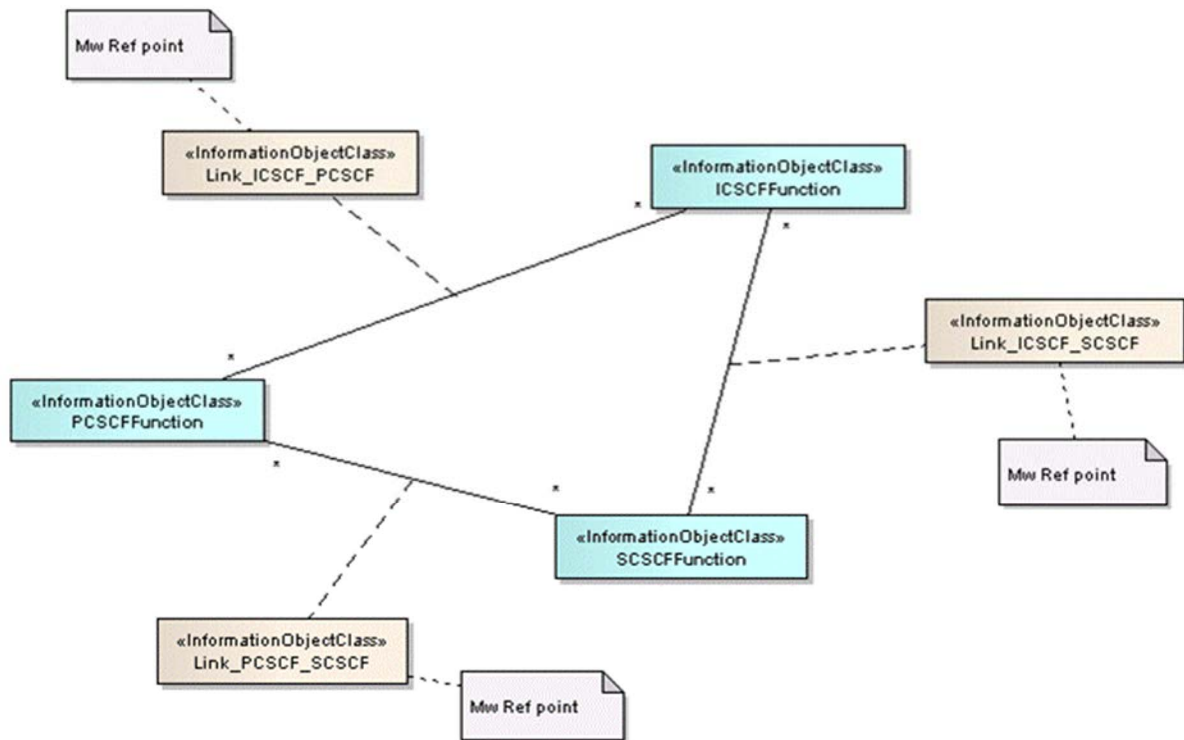 Mw Ref point
«InformationObjectClass»
Link_ICSCF_PCSCF
«InformationObjectClass»
ICSCFFunction
*
*
«InformationObjectClass»
Link_ICSCF_SCSCF
*
«InformationObjectClass»
PCSCFFunction
*
*
*
Mw Ref point
«InformationObjectClass»
SCSCFFunction
«InformationObjectClass»
Link_PCSCF_SCSCF
Mw Ref point